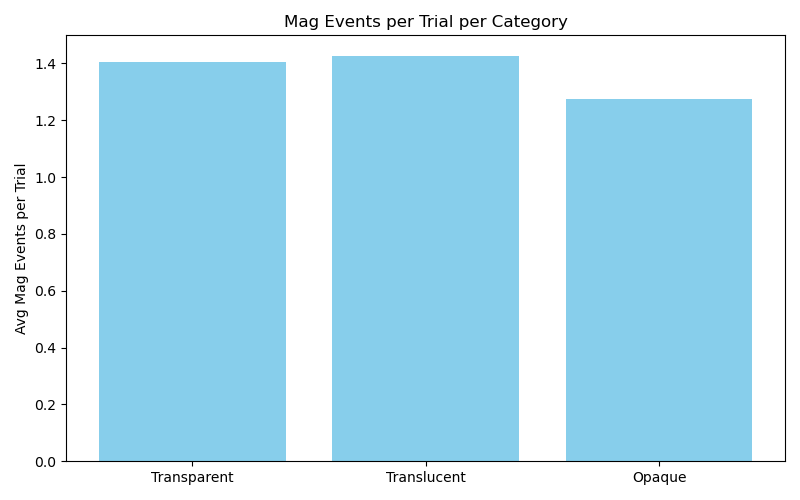 Mag Events per Trial per Category
Avg Mag Events per Trial
1.4
1.2
1.0
0.8
0.6
0.4
0.2
0.0
Transparent
Translucent
Opaque